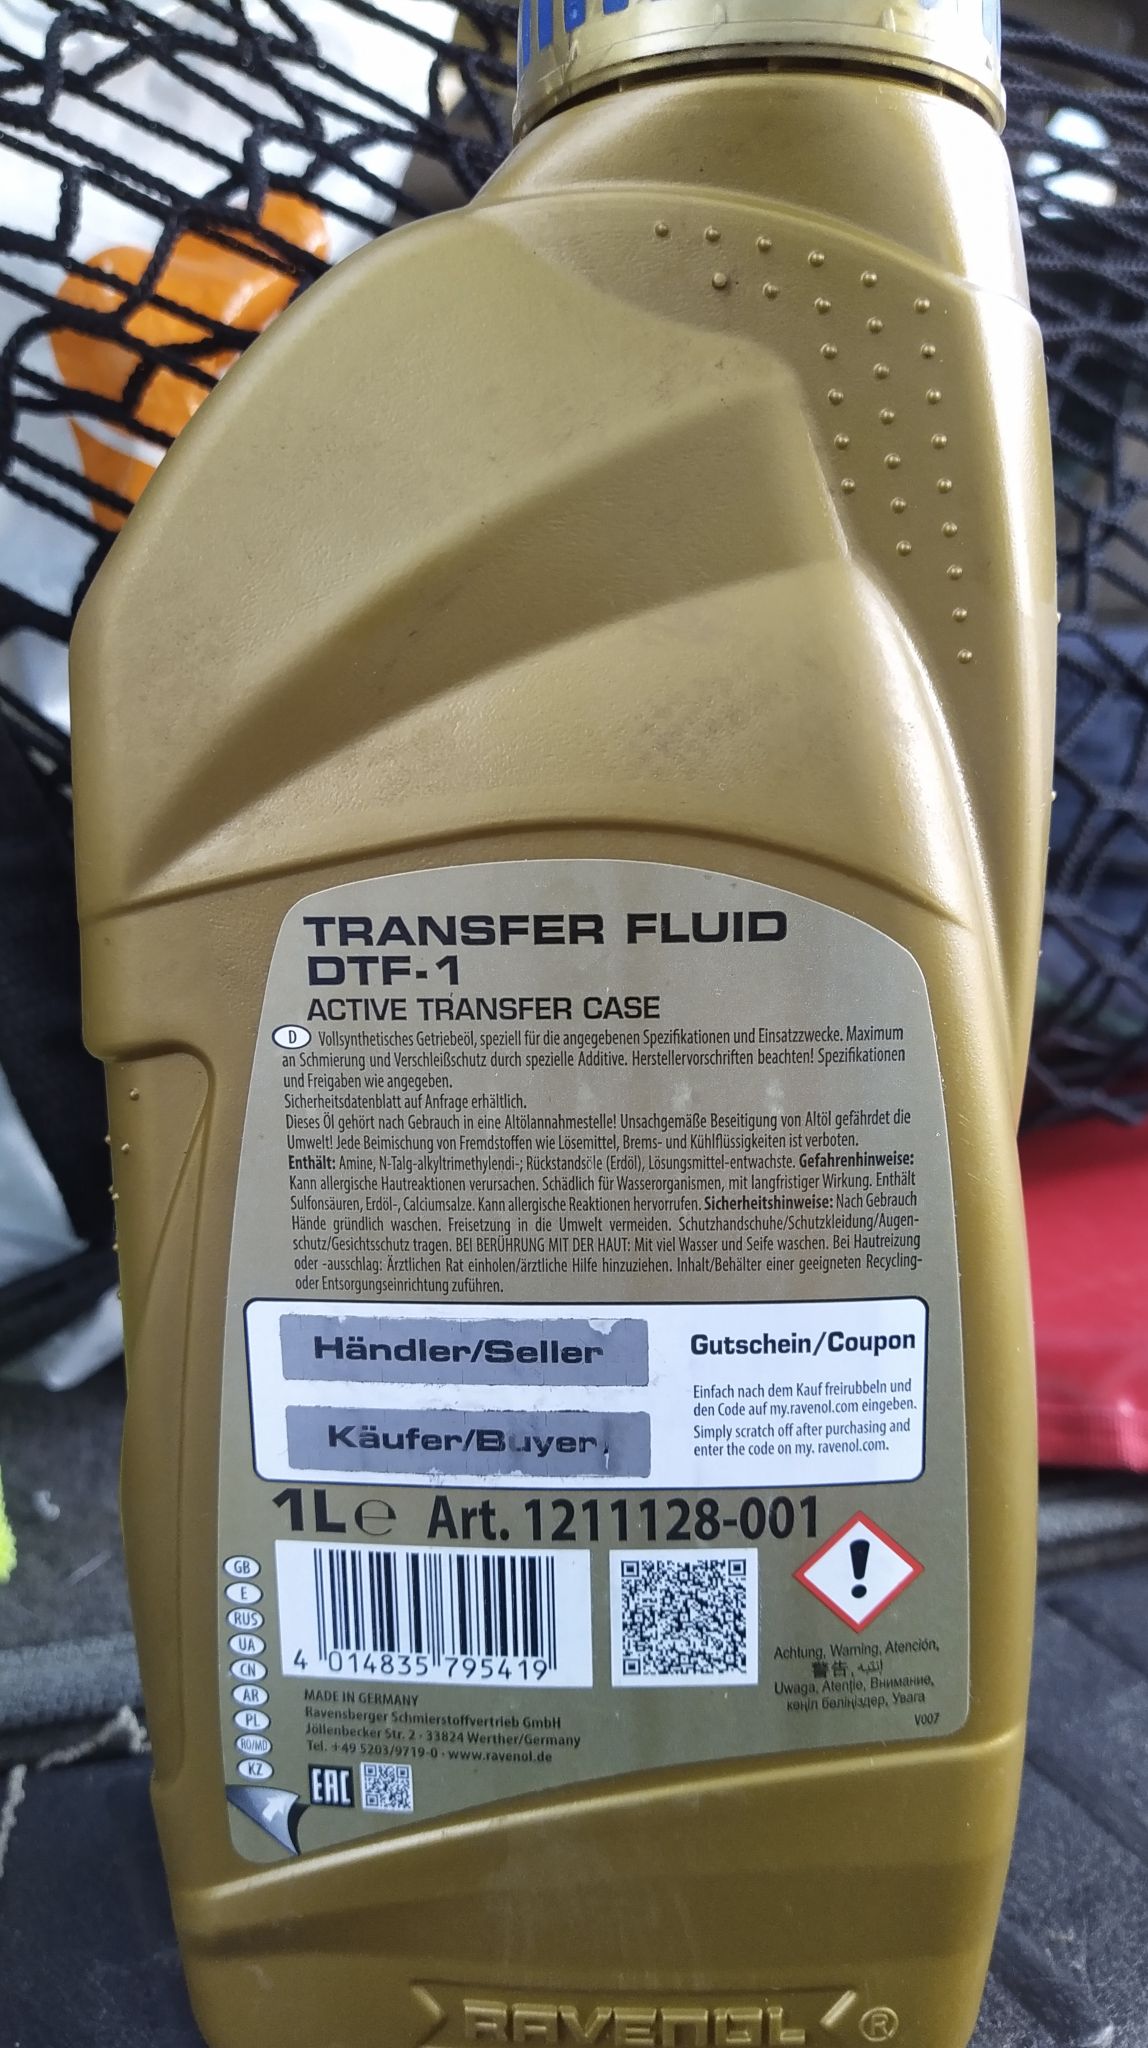 TRANSFER FLUID
DTF-1
ACTIVE TRANSFER CASE
D Vollsynthetisches Getriebeöl, speziell für die angegebenen Spezifikationen und Einsatzzwecke. Maximum
an Schmierung und Verschleißschutz durch spezielle Additive. Herstellervorschriften beachten! Spezifikationen
und Freigaben wie angegeben.
Sicherheitsdatenblatt auf Anfrage erhältlich.
Dieses Öl gehört nach Gebrauch in eine Altölannahmestelle! Unsachgemäße Beseitigung von Altöl gefährdet die
Umwelt! Jede Beimischung von Fremdstoffen wie Lösemittel, Brems- und Kühlflüssigkeiten ist verboten.
Enthält: Amine, N-Talg-alkyltrimethylendi-; Rückstandsöle (Erdöl), Lösungsmittel-entwachste. Gefahrenhinweise:
Kann allergische Hautreaktionen verursachen. Schädlich für Wasserorganismen, mit langfristiger Wirkung. Enthält
Sulfonsäuren, Erdöl-, Calciumsalze. Kann allergische Reaktionen hervorrufen. Sicherheitshinweise: Nach Gebrauch
Hände gründlich waschen. Freisetzung in die Umwelt vermeiden. Schutzhandschuhe/Schutzkleidung/Augen-
schutz/Gesichtsschutz tragen. BEI BERÜHRUNG MIT DER HAUT: Mit viel Wasser und Seife waschen. Bei Hautreizung
oder -ausschlag: Ärztlichen Rat einholen/ärztliche Hilfe hinzuziehen. Inhalt/Behälter einer geeigneten Recycling-
oder Entsorgungseinrichtung zuführen.
Händler/Seller
Käufer/Buyer
Gutschein/Coupon
Einfach nach dem Kauf freirubbeln und
den Code auf my.ravenol.com eingeben.
Simply scratch off after purchasing and
enter the code on my. ravenol.com.
1L e Art. 1211128-001
GB
E
RUS
UA
CN
AR
PL
RO/MD
KZ
4 014835 795419
MADE IN GERMANY
Ravensberger Schmierstoffvertrieb GmbH
Jöllenbecker Str. 2 · 33824 Werther/Germany
Tel. +49 5203/9719-0 · www.ravenol.de
EAC
Achtung, Warning, Atención,
警告, انتبه
Uwaga, Atenție, Внимание,
көңіл бөліңіздер, Увага
V007
RAVENOL ®